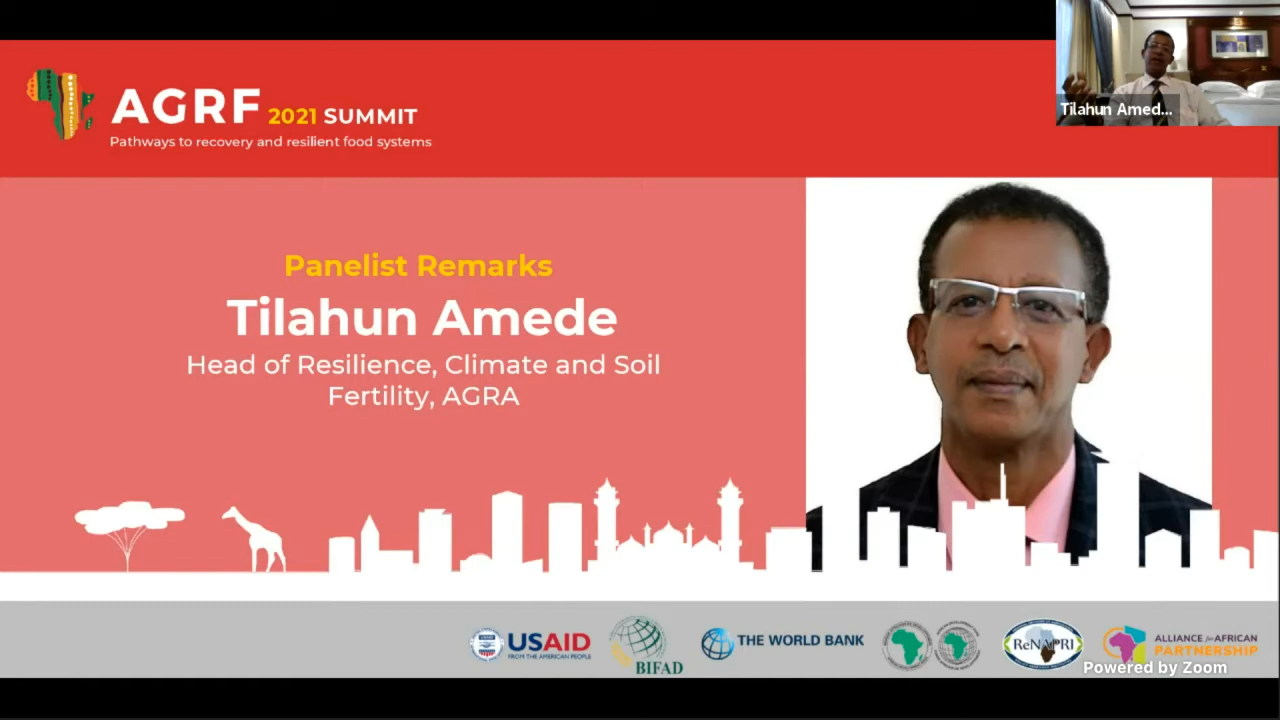 AGRF 2021 SUMMIT
Pathways to recovery and resilient food systems
Tilahun Amed...
Panelist Remarks
Tilahun Amede
Head of Resilience, Climate and Soil
Fertility, AGRA
USAID
FROM THE AMERICAN PEOPLE
BIFAD
THE WORLD BANK
ReNAPRI
ALLIANCE for AFRICAN
PARTNERSHIP
Powered by Zoom